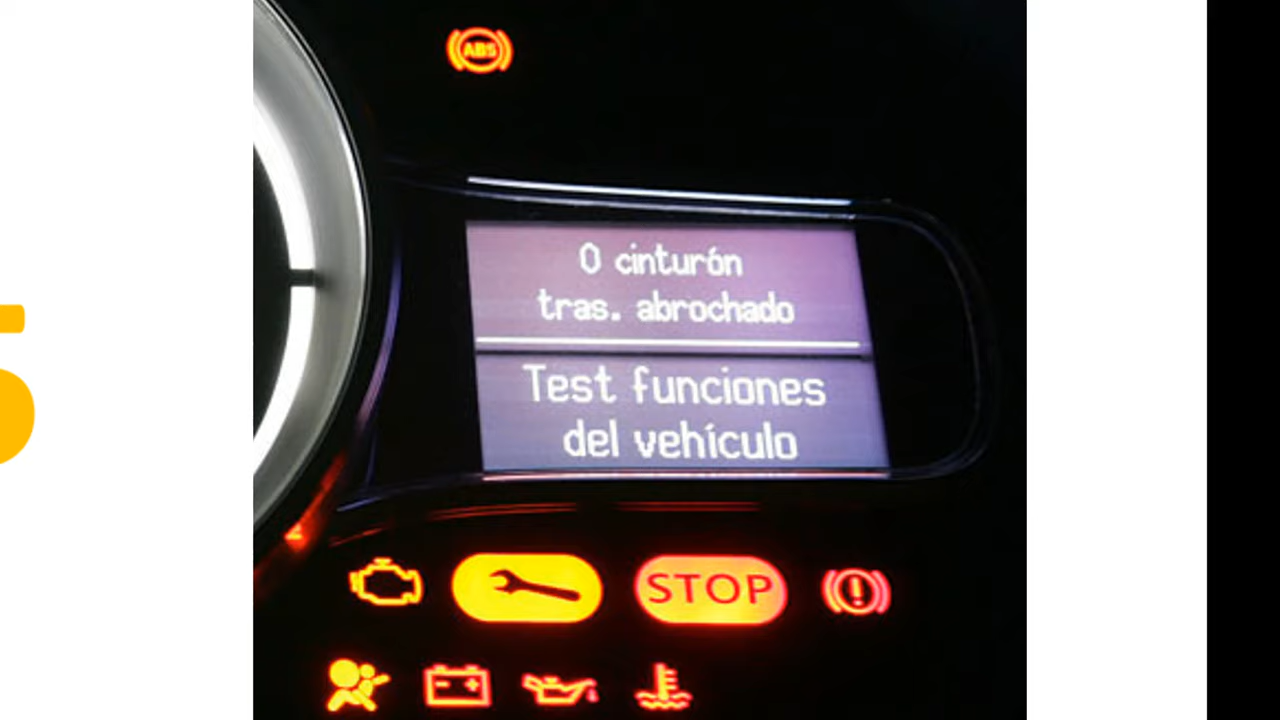 ABS
0 cinturón
tras. abrochado
Test funciones
del vehículo
STOP